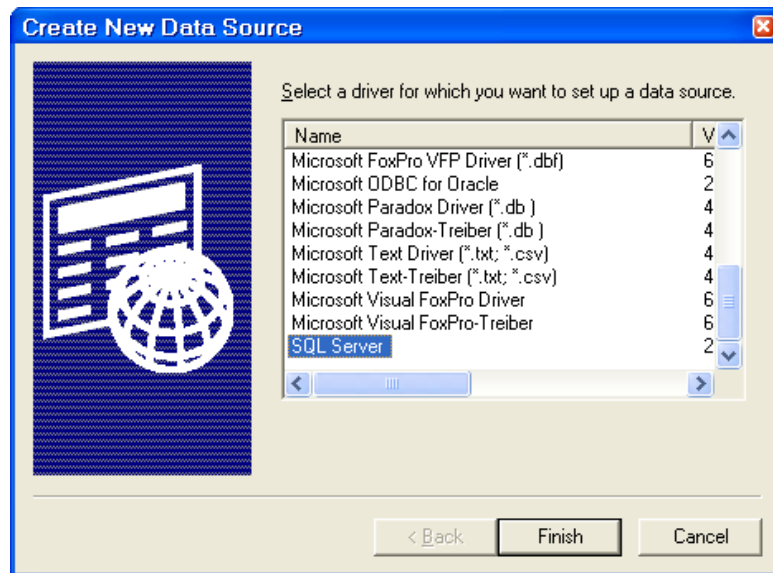 Create New Data Source
Select a driver for which you want to set up a data source.
Name V
Microsoft FoxPro VFP Driver (*.dbf) 6
Microsoft ODBC for Oracle 2
Microsoft Paradox Driver (*.db ) 4
Microsoft Paradox-Treiber (*.db ) 4
Microsoft Text Driver (*.txt; *.csv) 4
Microsoft Text-Treiber (*.txt; *.csv) 4
Microsoft Visual FoxPro Driver 6
Microsoft Visual FoxPro-Treiber 6
SQL Server 2
< Back Finish Cancel